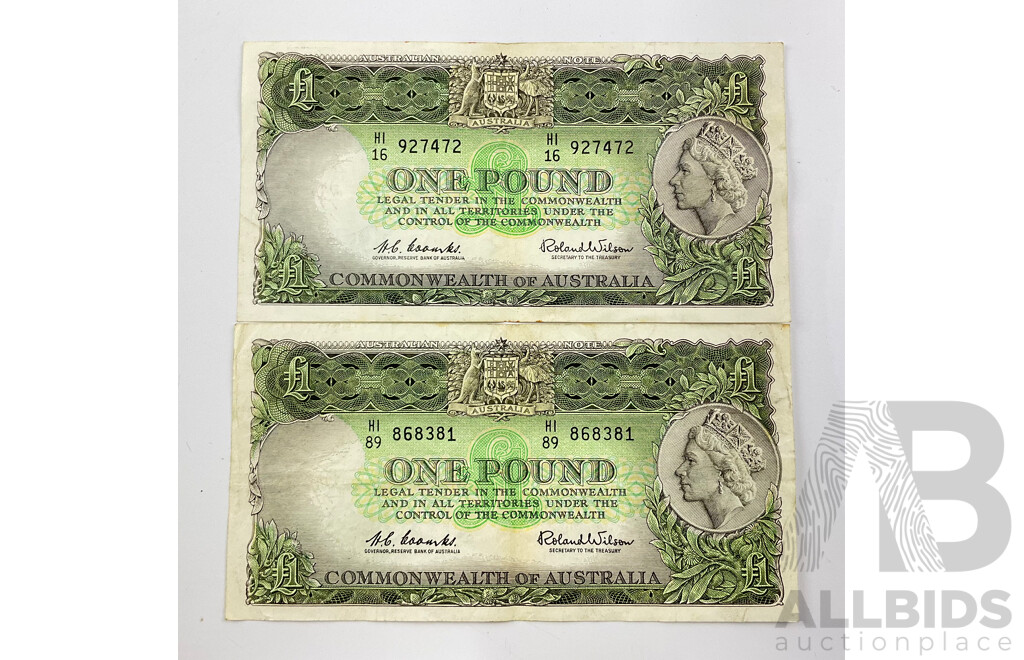 AUSTRALIAN NOTE
£1 £1
AUSTRALIA
HI 16 927472 HI 16 927472
ONE POUND
LEGAL TENDER IN THE COMMONWEALTH
AND IN ALL TERRITORIES UNDER THE
CONTROL OF THE COMMONWEALTH
H.C. Coombs. Roland Wilson
GOVERNOR, RESERVE BANK OF AUSTRALIA SECRETARY TO THE TREASURY
£1 £1
COMMONWEALTH OF AUSTRALIA
AUSTRALIAN NOTE
£1 £1
AUSTRALIA
HI 89 868381 HI 89 868381
ONE POUND
LEGAL TENDER IN THE COMMONWEALTH
AND IN ALL TERRITORIES UNDER THE
CONTROL OF THE COMMONWEALTH
H.C. Coombs. Roland Wilson
GOVERNOR, RESERVE BANK OF AUSTRALIA SECRETARY TO THE TREASURY
£1 £1
COMMONWEALTH OF AUSTRALIA
AB
ALLBIDS
auctionplace